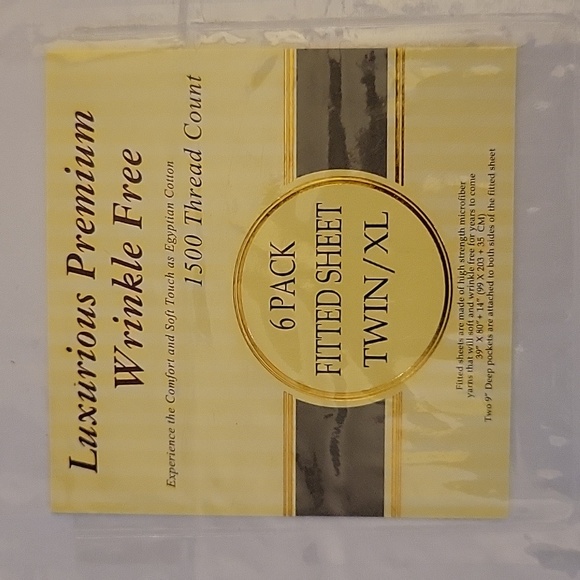 Luxurious Premium
Wrinkle Free
Experience the Comfort and Soft Touch as Egyptian Cotton
1500 Thread Count
6 PACK
FITTED SHEET
TWIN/XL
Fitted sheets are made of high strength microfiber
yarns that will soft and wrinkle free for years to come
39" X 80" + 14" (99 X 203 + 35 CM)
Two 9" Deep pockets are attached to both sides of the fitted sheet